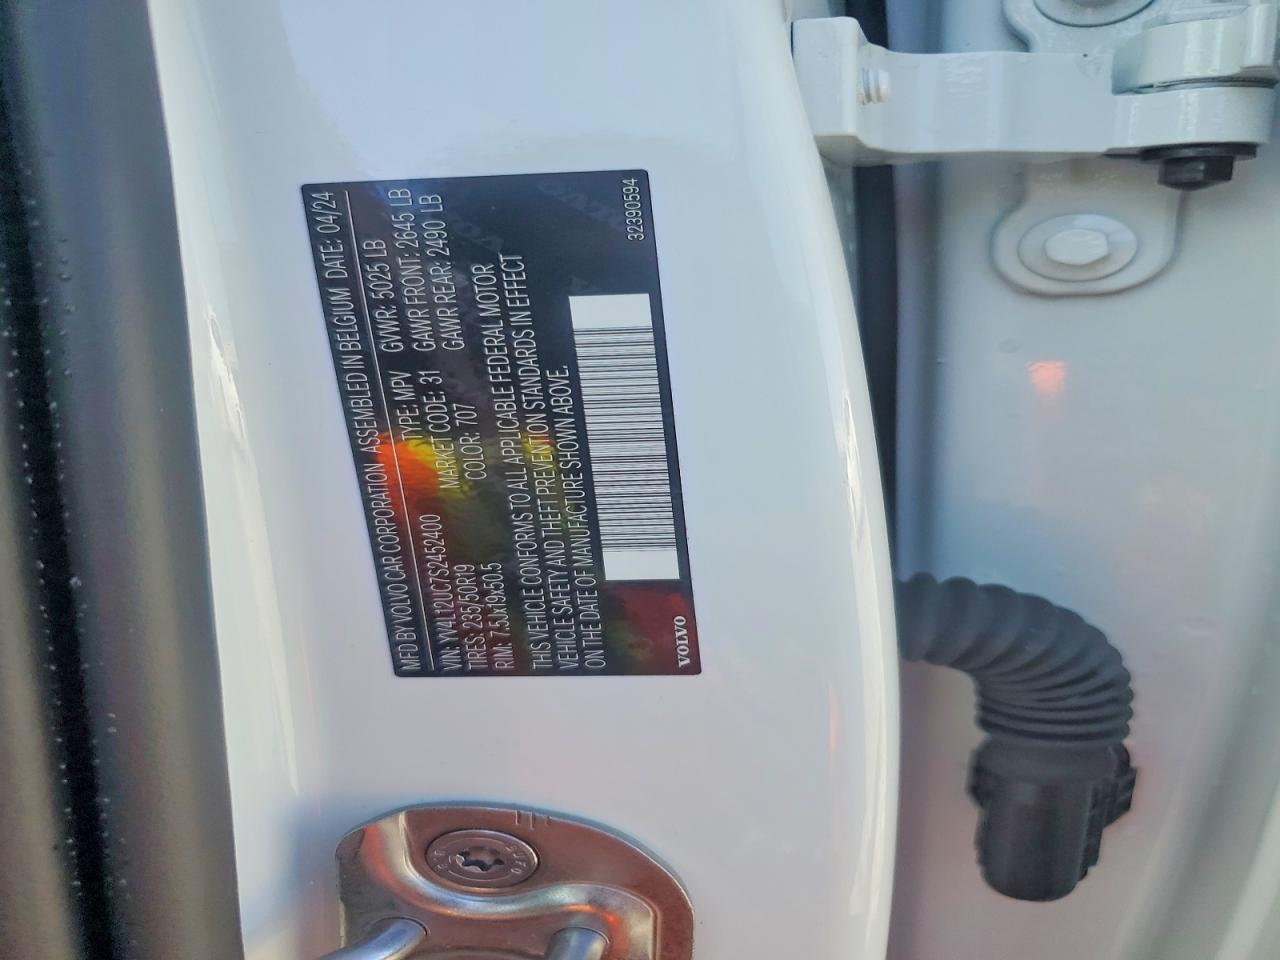 MFD BY VOLVO CAR CORPORATION ASSEMBLED IN BELGIUM DATE: 04/24
VIN: YV4L12UC7S2452400 TYPE: MPV GVWR: 5025 LB
TIRES: 235/50R19 MARKET CODE: 31 GAWR FRONT: 2645 LB
RIM: 7.5Jx19x50.5 COLOR: 707 GAWR REAR: 2490 LB
THIS VEHICLE CONFORMS TO ALL APPLICABLE FEDERAL MOTOR
VEHICLE SAFETY AND THEFT PREVENTION STANDARDS IN EFFECT
ON THE DATE OF MANUFACTURE SHOWN ABOVE.
VOLVO
32390594